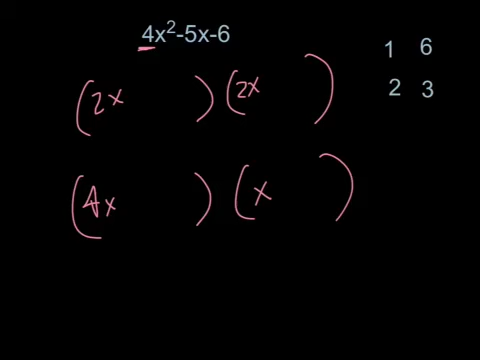 4x²-5x-6
1 6
2 3
(2x )(2x )
(4x )(x )